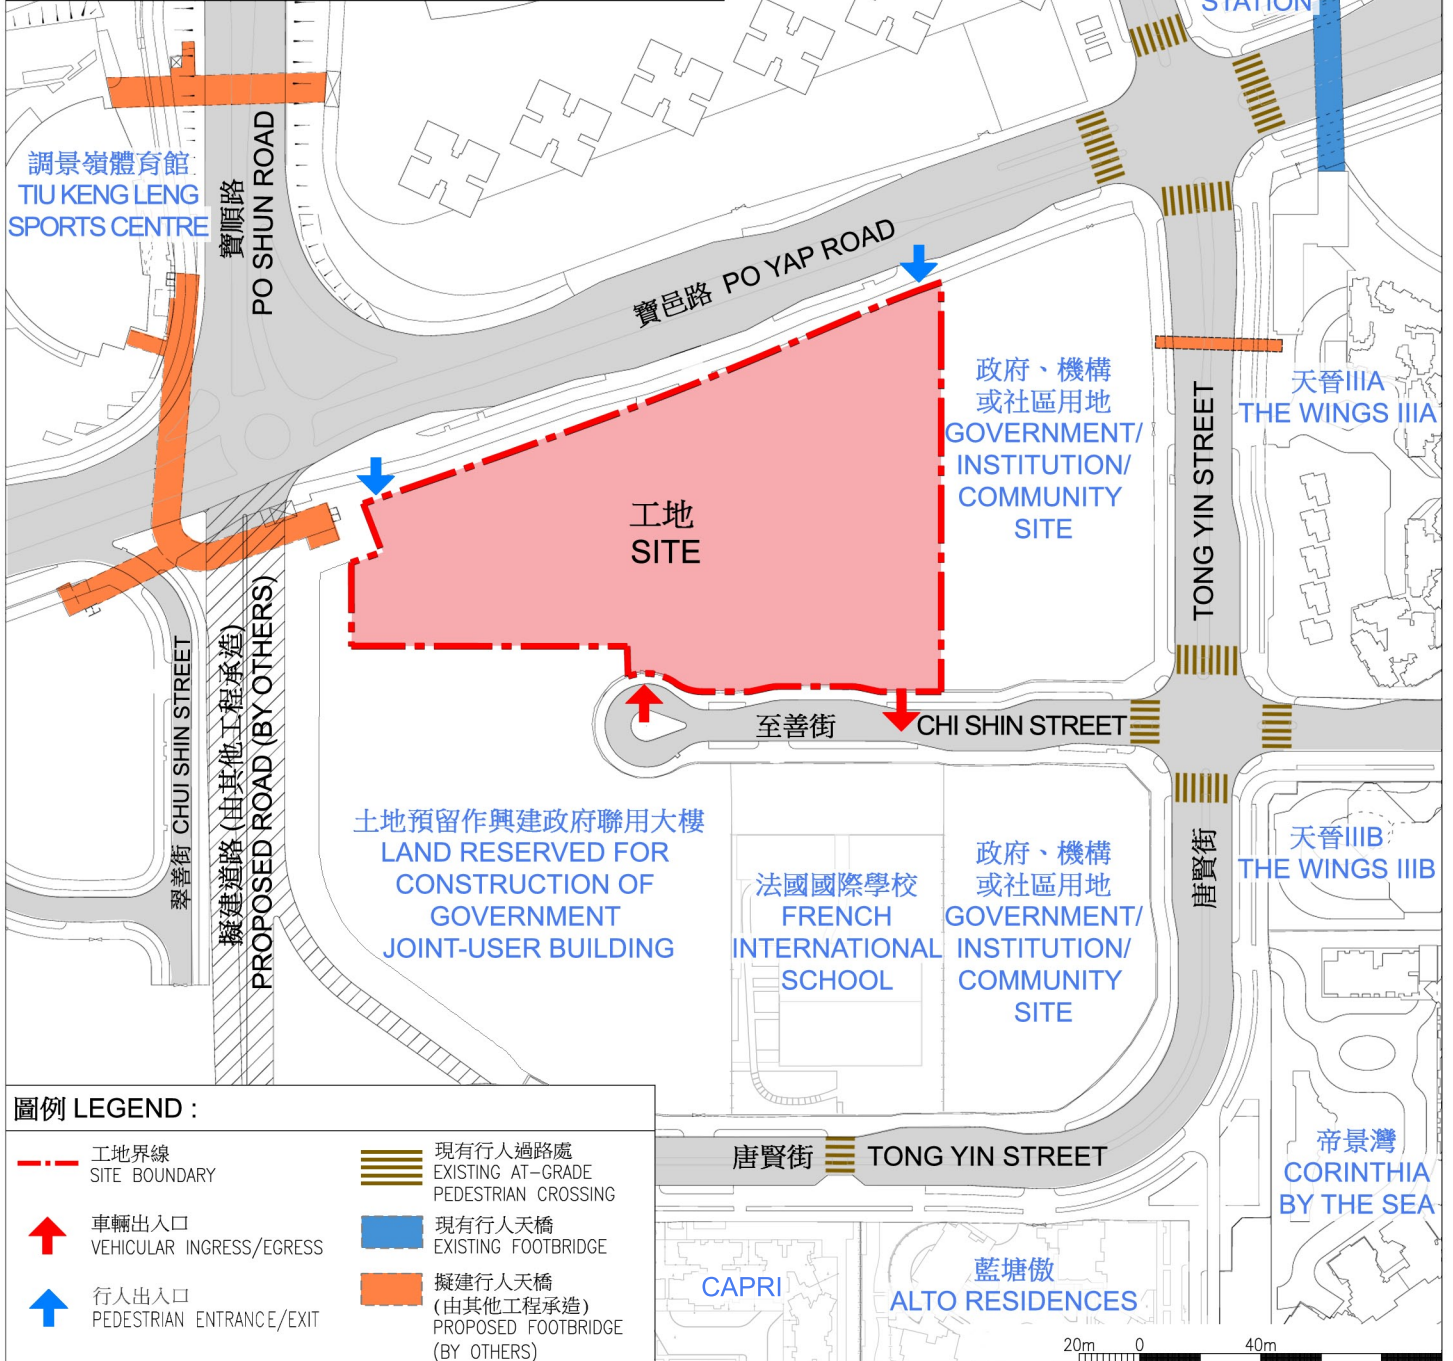 STATION
調景嶺體育館
TIU KENG LENG
SPORTS CENTRE
寶順路
PO SHUN ROAD
寶邑路 PO YAP ROAD
政府、機構
或社區用地
GOVERNMENT/
INSTITUTION/
COMMUNITY
SITE
天晉IIIA
THE WINGS IIIA
TONG YIN STREET
工地
SITE
翠善街 CHUI SHIN STREET
擬建道路 (由其他工程承造)
PROPOSED ROAD (BY OTHERS)
至善街
CHI SHIN STREET
土地預留作興建政府聯用大樓
LAND RESERVED FOR
CONSTRUCTION OF
GOVERNMENT
JOINT-USER BUILDING
法國國際學校
FRENCH
INTERNATIONAL
SCHOOL
政府、機構
或社區用地
GOVERNMENT/
INSTITUTION/
COMMUNITY
SITE
唐賢街
天晉IIIB
THE WINGS IIIB
唐賢街
TONG YIN STREET
帝景灣
CORINTHIA
BY THE SEA
CAPRI
藍塘傲
ALTO RESIDENCES
圖例 LEGEND :
工地界線
SITE BOUNDARY
車輛出入口
VEHICULAR INGRESS/EGRESS
行人出入口
PEDESTRIAN ENTRANCE/EXIT
現有行人過路處
EXISTING AT-GRADE
PEDESTRIAN CROSSING
現有行人天橋
EXISTING FOOTBRIDGE
擬建行人天橋
(由其他工程承造)
PROPOSED FOOTBRIDGE
(BY OTHERS)
20m 0 40m